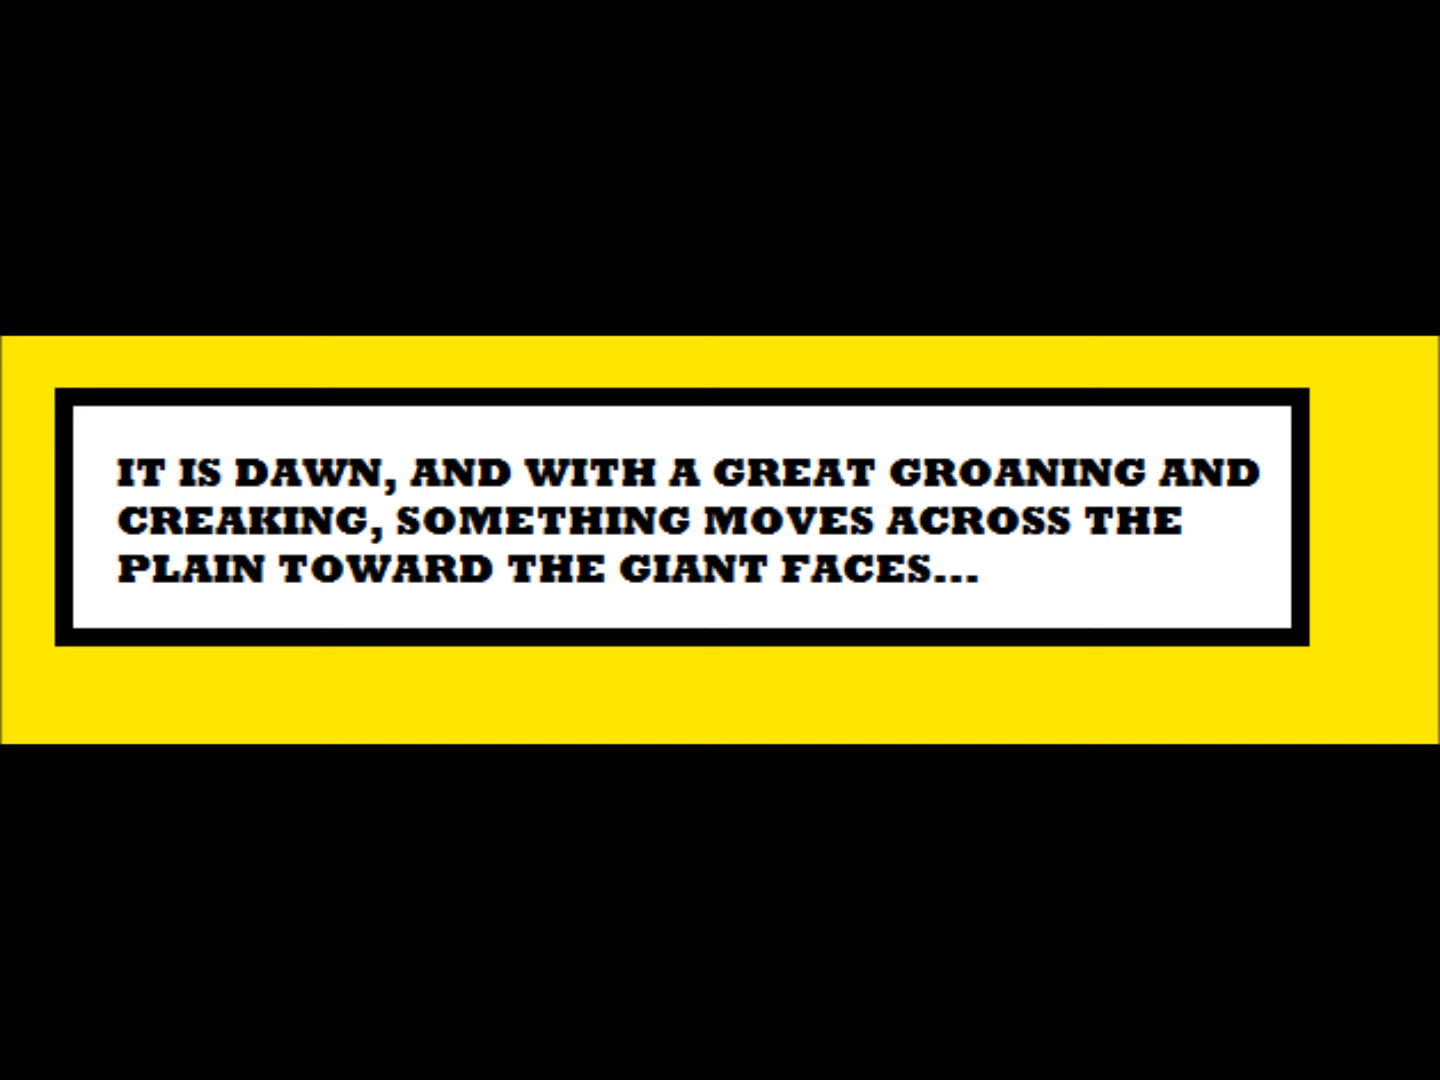 IT IS DAWN, AND WITH A GREAT GROANING AND
CREAKING, SOMETHING MOVES ACROSS THE
PLAIN TOWARD THE GIANT FACES...